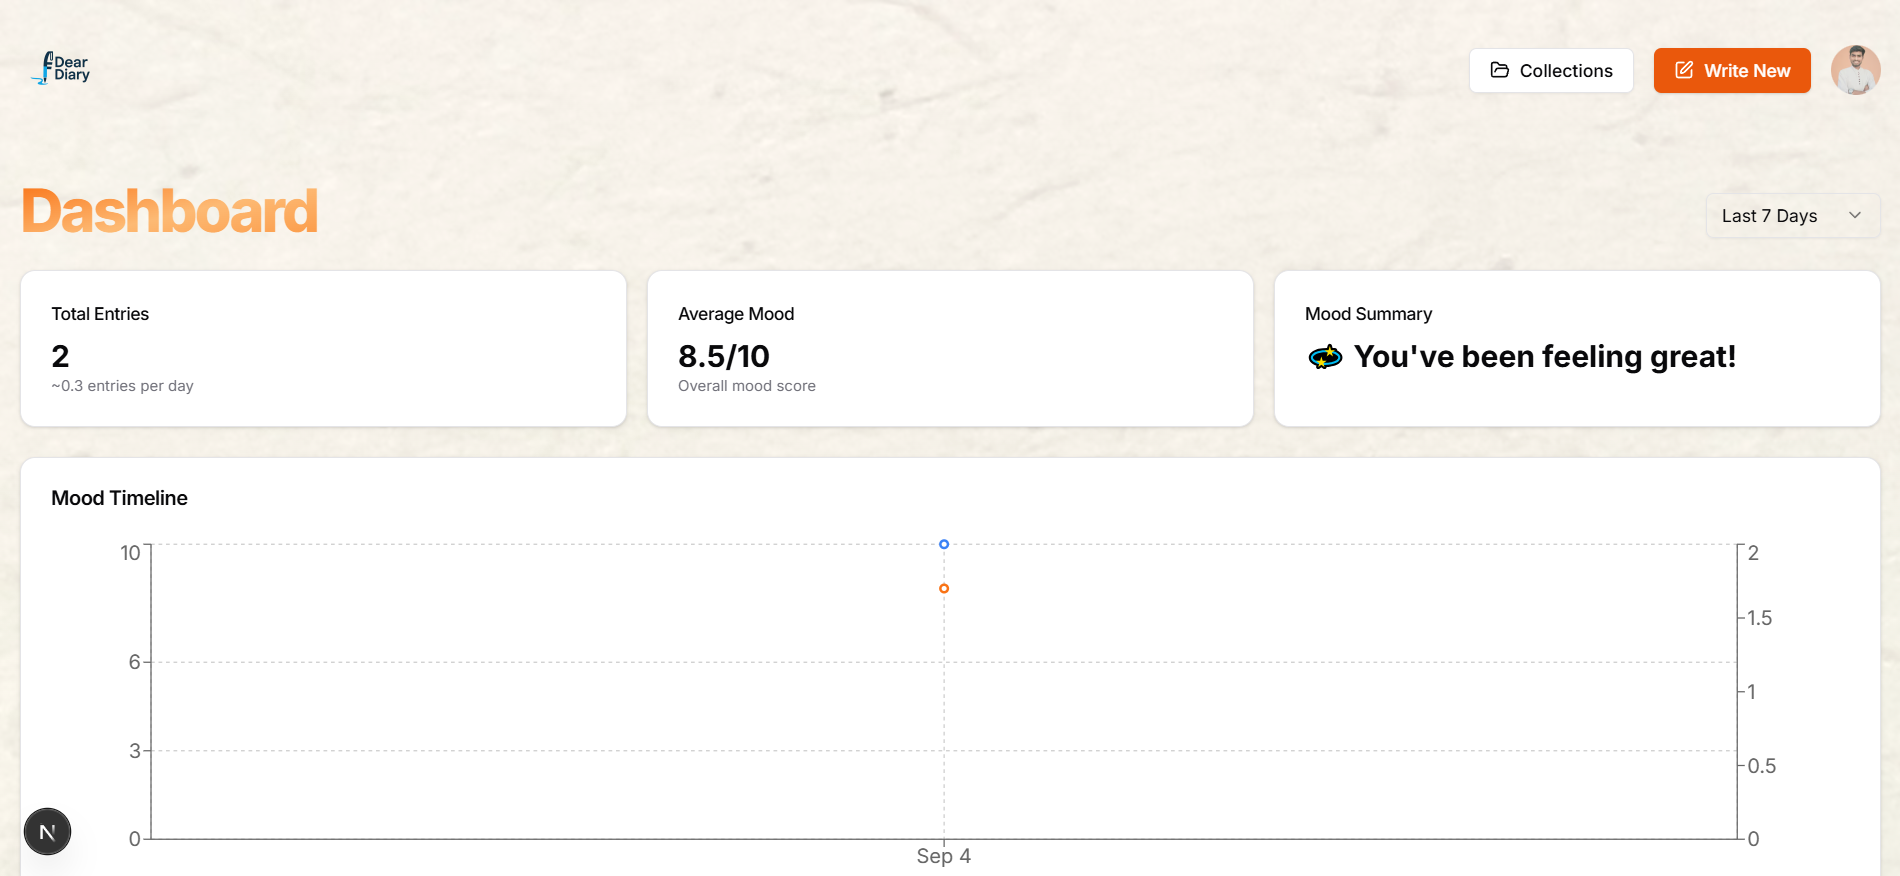 Dear
Diary
Collections
Write New
Dashboard
Last 7 Days
Total Entries
2
~0.3 entries per day
Average Mood
8.5/10
Overall mood score
Mood Summary
💫 You've been feeling great!
Mood Timeline
10
6
3
0
2
1.5
1
0.5
0
Sep 4
N